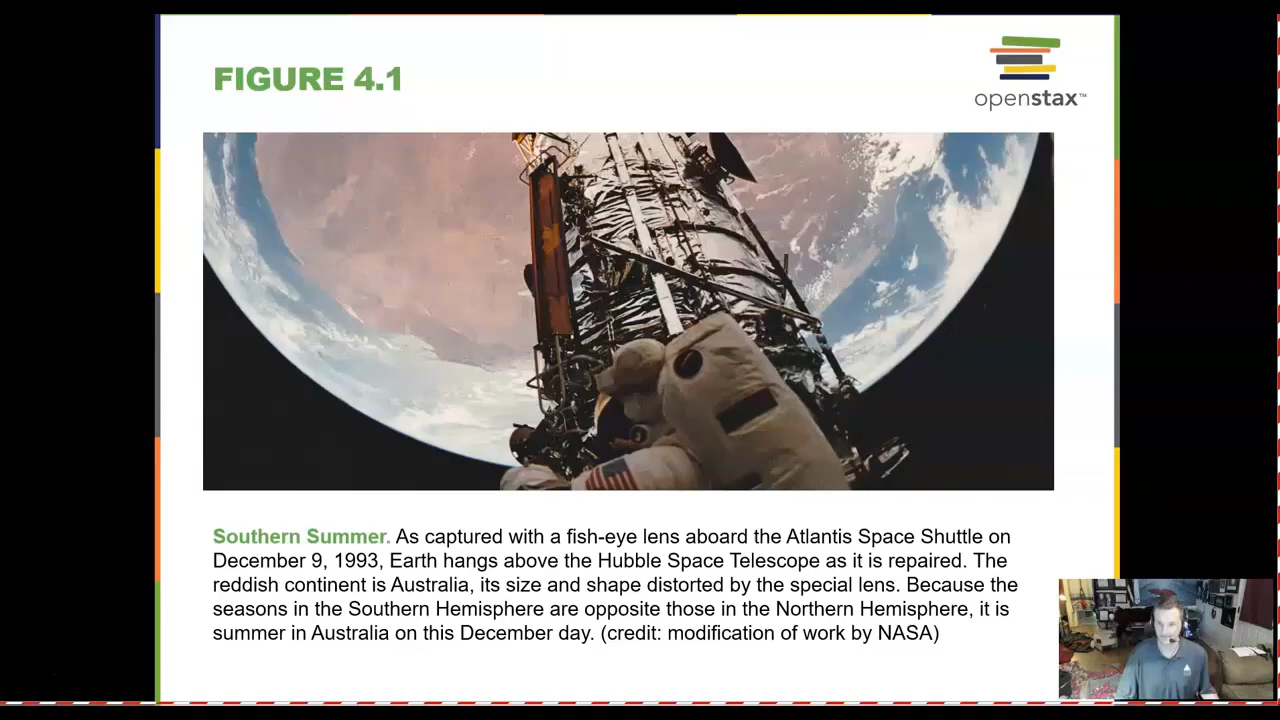 FIGURE 4.1
openstax™
Southern Summer. As captured with a fish-eye lens aboard the Atlantis Space Shuttle on
December 9, 1993, Earth hangs above the Hubble Space Telescope as it is repaired. The
reddish continent is Australia, its size and shape distorted by the special lens. Because the
seasons in the Southern Hemisphere are opposite those in the Northern Hemisphere, it is
summer in Australia on this December day. (credit: modification of work by NASA)